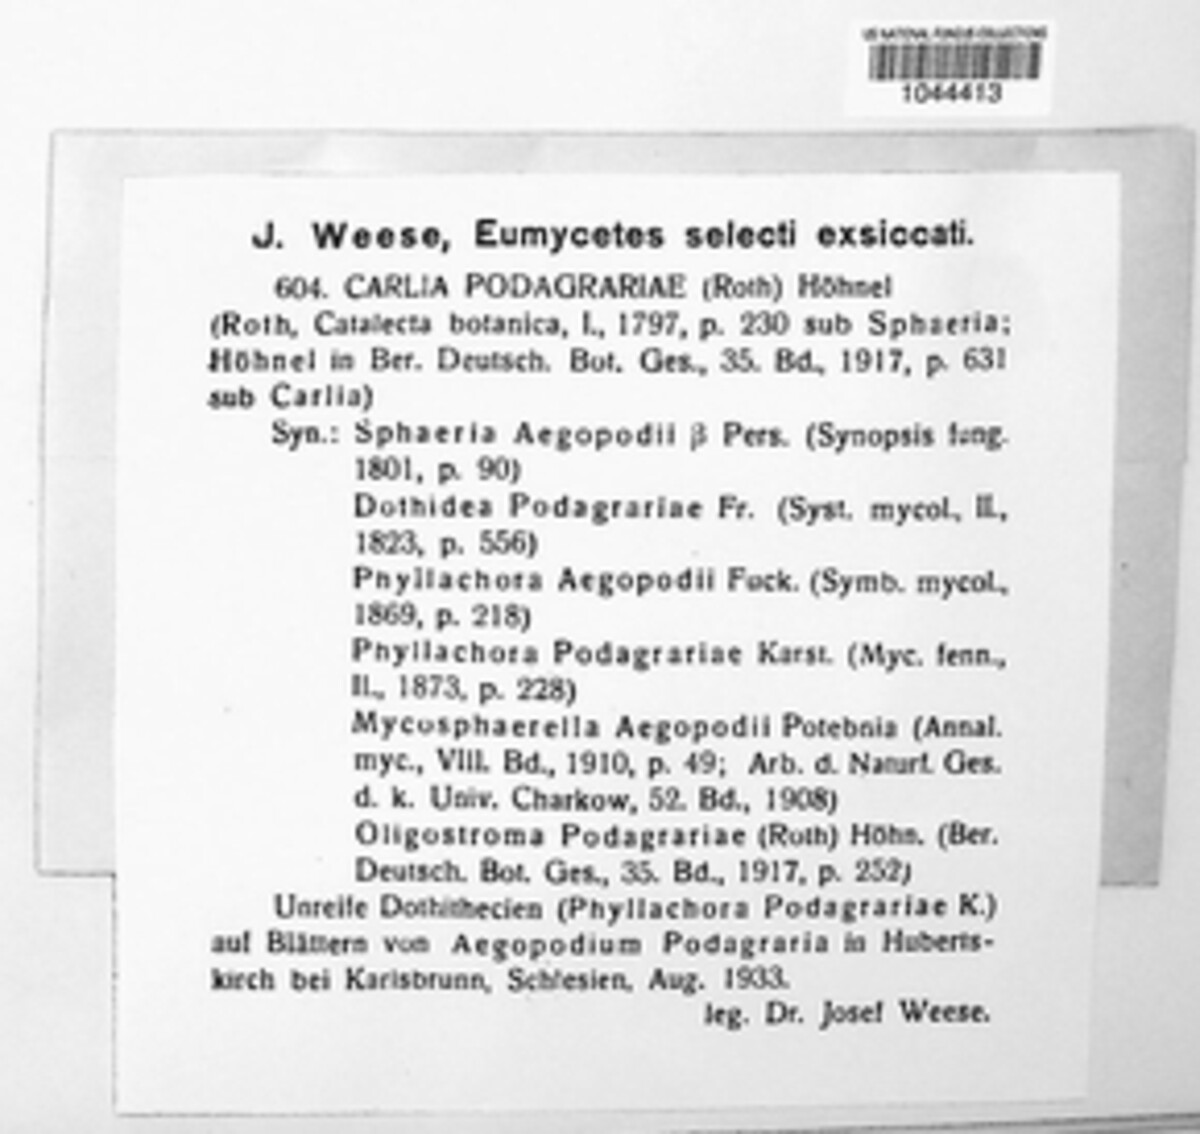 US NATIONAL FUNGUS COLLECTIONS
1044413
J. Weese, Eumycetes selecti exsiccati.
604. CARLIA PODAGRARIAE (Roth) Höhnel
(Roth, Catalecta botanica, I., 1797, p. 230 sub Sphaeria;
Höhnel in Ber. Deutsch. Bot. Ges., 35. Bd., 1917, p. 631
sub Carlia)
Syn.: Sphaeria Aegopodii β Pers. (Synopsis fung.
1801, p. 90)
Dothidea Podagrariae Fr. (Syst. mycol., II.,
1823, p. 556)
Phyllachora Aegopodii Fuck. (Symb. mycol.,
1869, p. 218)
Phyllachora Podagrariae Karst. (Myc. fenn.,
II., 1873, p. 228)
Mycosphaerella Aegopodii Potebnia (Annal.
myc., VIII. Bd., 1910, p. 49; Arb. d. Naturf. Ges.
d. k. Univ. Charkow, 52. Bd., 1908)
Oligostroma Podagrariae (Roth) Höhn. (Ber.
Deutsch. Bot. Ges., 35. Bd., 1917, p. 252)
Unreife Dothithecien (Phyllachora Podagrariae K.)
auf Blättern von Aegopodium Podagraria in Huberts-
kirch bei Karlsbrunn, Schlesien, Aug. 1933.
leg. Dr. Josef Weese.